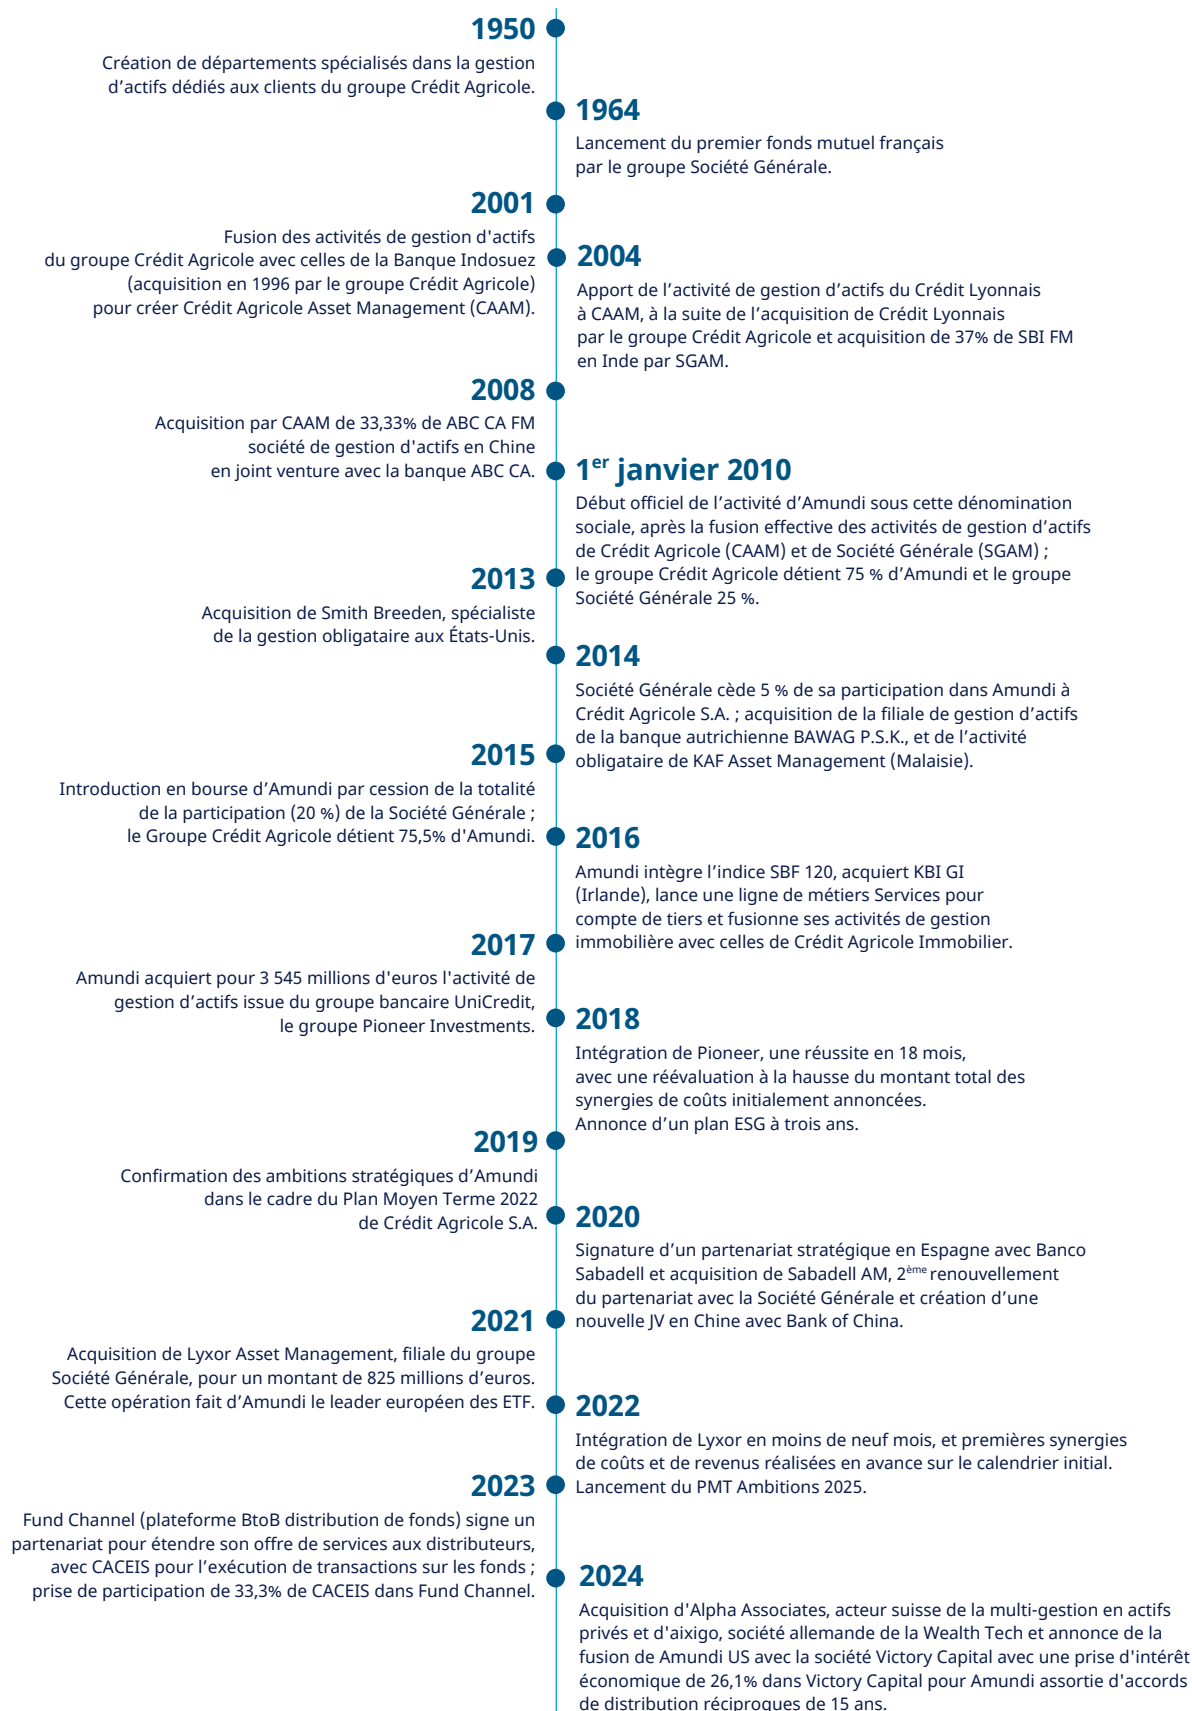 1950
Création de départements spécialisés dans la gestion
d’actifs dédiés aux clients du groupe Crédit Agricole.
1964
Lancement du premier fonds mutuel français
par le groupe Société Générale.
2001
Fusion des activités de gestion d'actifs
du groupe Crédit Agricole avec celles de la Banque Indosuez
(acquisition en 1996 par le groupe Crédit Agricole)
pour créer Crédit Agricole Asset Management (CAAM).
2004
Apport de l’activité de gestion d’actifs du Crédit Lyonnais
à CAAM, à la suite de l’acquisition de Crédit Lyonnais
par le groupe Crédit Agricole et acquisition de 37% de SBI FM
en Inde par SGAM.
2008
Acquisition par CAAM de 33,33% de ABC CA FM
société de gestion d'actifs en Chine
en joint venture avec la banque ABC CA.
1er janvier 2010
Début officiel de l’activité d’Amundi sous cette dénomination
sociale, après la fusion effective des activités de gestion d’actifs
de Crédit Agricole (CAAM) et de Société Générale (SGAM) ;
le groupe Crédit Agricole détient 75 % d’Amundi et le groupe
Société Générale 25 %.
2013
Acquisition de Smith Breeden, spécialiste
de la gestion obligataire aux États-Unis.
2014
Société Générale cède 5 % de sa participation dans Amundi à
Crédit Agricole S.A. ; acquisition de la filiale de gestion d’actifs
de la banque autrichienne BAWAG P.S.K., et de l’activité
obligataire de KAF Asset Management (Malaisie).
2015
Introduction en bourse d’Amundi par cession de la totalité
de la participation (20 %) de la Société Générale ;
le Groupe Crédit Agricole détient 75,5% d'Amundi.
2016
Amundi intègre l’indice SBF 120, acquiert KBI GI
(Irlande), lance une ligne de métiers Services pour
compte de tiers et fusionne ses activités de gestion
immobilière avec celles de Crédit Agricole Immobilier.
2017
Amundi acquiert pour 3 545 millions d'euros l'activité de
gestion d’actifs issue du groupe bancaire UniCredit,
le groupe Pioneer Investments.
2018
Intégration de Pioneer, une réussite en 18 mois,
avec une réévaluation à la hausse du montant total des
synergies de coûts initialement annoncées.
Annonce d’un plan ESG à trois ans.
2019
Confirmation des ambitions stratégiques d’Amundi
dans le cadre du Plan Moyen Terme 2022
de Crédit Agricole S.A.
2020
Signature d’un partenariat stratégique en Espagne avec Banco
Sabadell et acquisition de Sabadell AM, 2ème renouvellement
du partenariat avec la Société Générale et création d’une
nouvelle JV en Chine avec Bank of China.
2021
Acquisition de Lyxor Asset Management, filiale du groupe
Société Générale, pour un montant de 825 millions d’euros.
Cette opération fait d’Amundi le leader européen des ETF.
2022
Intégration de Lyxor en moins de neuf mois, et premières synergies
de coûts et de revenus réalisées en avance sur le calendrier initial.
Lancement du PMT Ambitions 2025.
2023
Fund Channel (plateforme BtoB distribution de fonds) signe un
partenariat pour étendre son offre de services aux distributeurs,
avec CACEIS pour l’exécution de transactions sur les fonds ;
prise de participation de 33,3% de CACEIS dans Fund Channel.
2024
Acquisition d'Alpha Associates, acteur suisse de la multi-gestion en actifs
privés et d'aixigo, société allemande de la Wealth Tech et annonce de la
fusion de Amundi US avec la société Victory Capital avec une prise d'intérêt
économique de 26,1% dans Victory Capital pour Amundi assortie d'accords
de distribution réciproques de 15 ans.